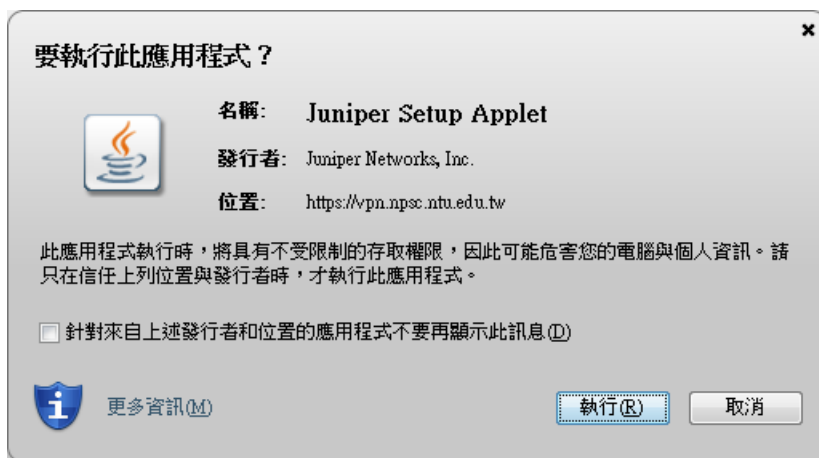 要執行此應用程式？
名稱: Juniper Setup Applet
發行者: Juniper Networks, Inc.
位置: https://vpn.npsc.ntu.edu.tw
此應用程式執行時，將具有不受限制的存取權限，因此可能危害您的電腦與個人資訊。請
只在信任上列位置與發行者時，才執行此應用程式。
針對來自上述發行者和位置的應用程式不要再顯示此訊息(D)
更多資訊(M) 執行(R) 取消